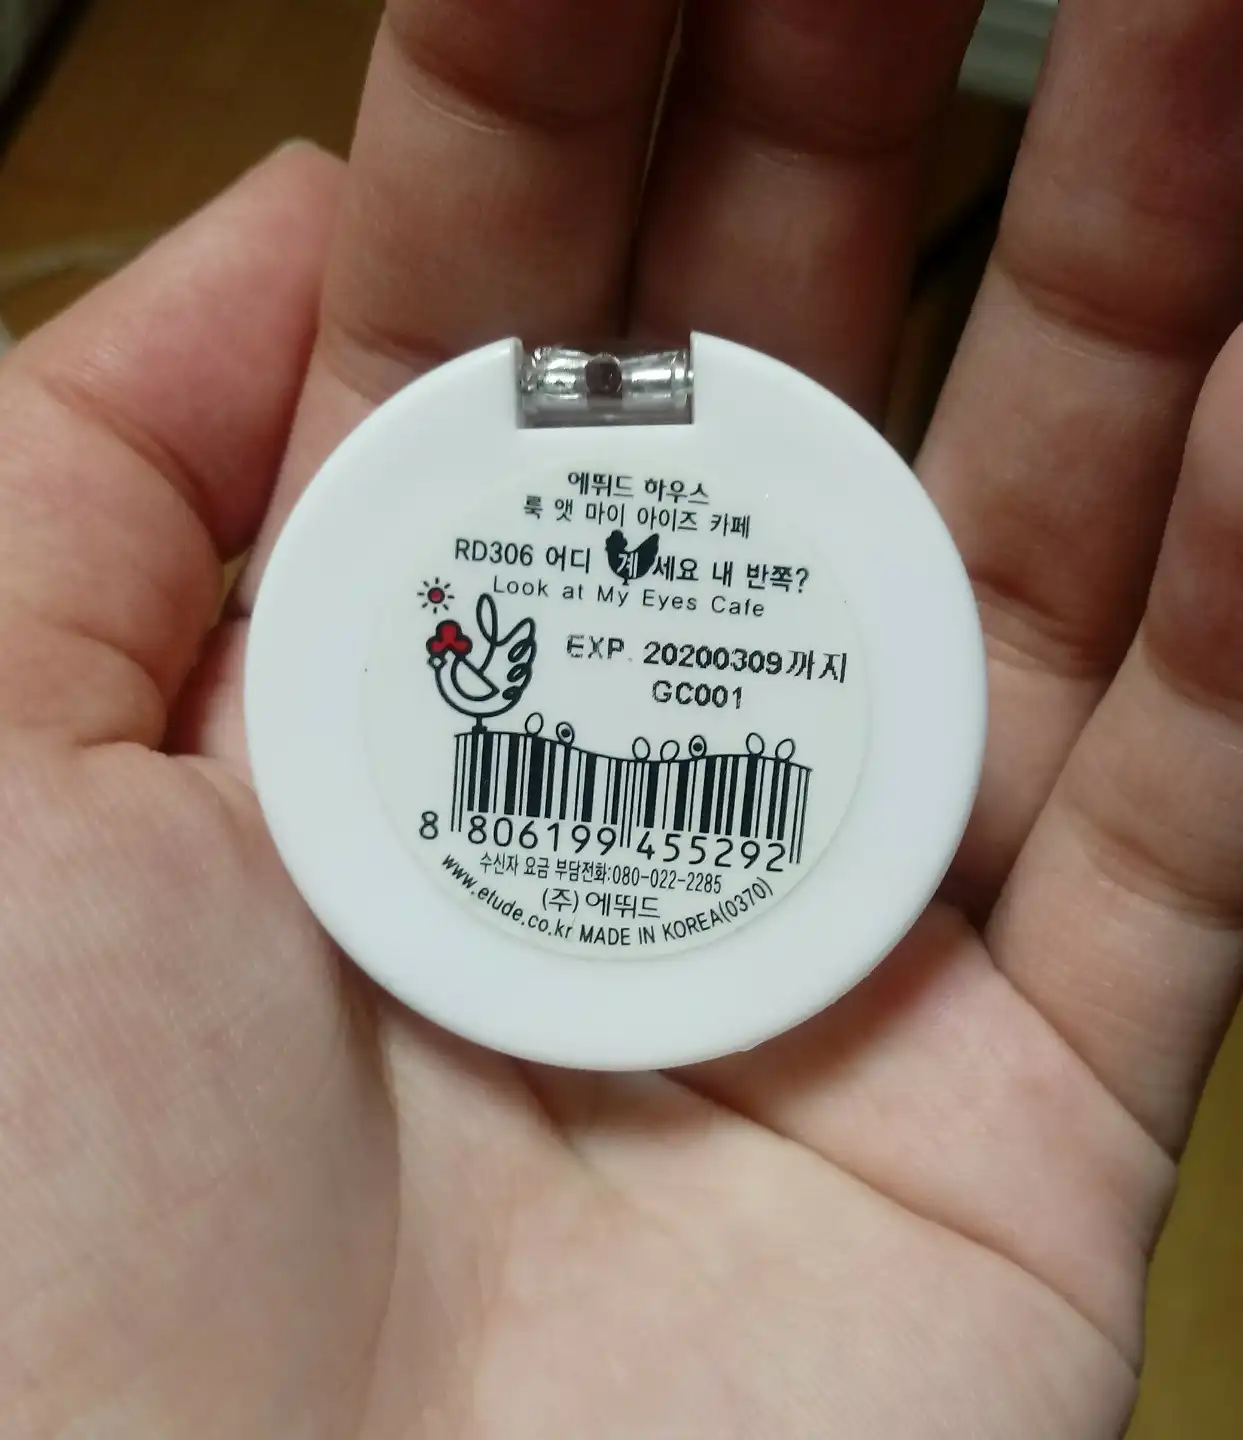 에뛰드 하우스
룩 앳 마이 아이즈 카페
RD306 어디 계세요 내 반쪽?
Look at My Eyes Cafe
EXP. 20200309까지
GC001
8 806199 455292
수신자 요금 부담전화:080-022-2285
(주)에뛰드
www.etude.co.kr MADE IN KOREA(0370)